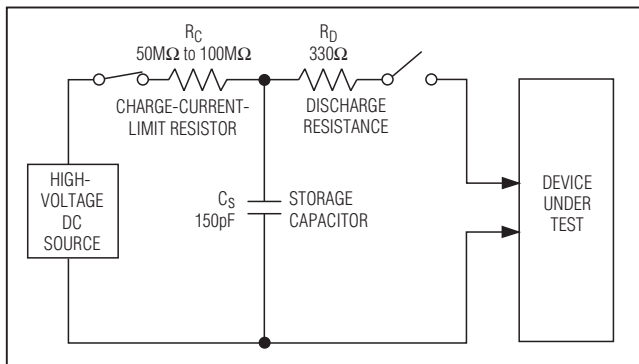 R_C
50MΩ to 100MΩ
CHARGE-CURRENT-
LIMIT RESISTOR
R_D
330Ω
DISCHARGE
RESISTANCE
HIGH-
VOLTAGE
DC
SOURCE
C_S
150pF
STORAGE
CAPACITOR
DEVICE
UNDER
TEST